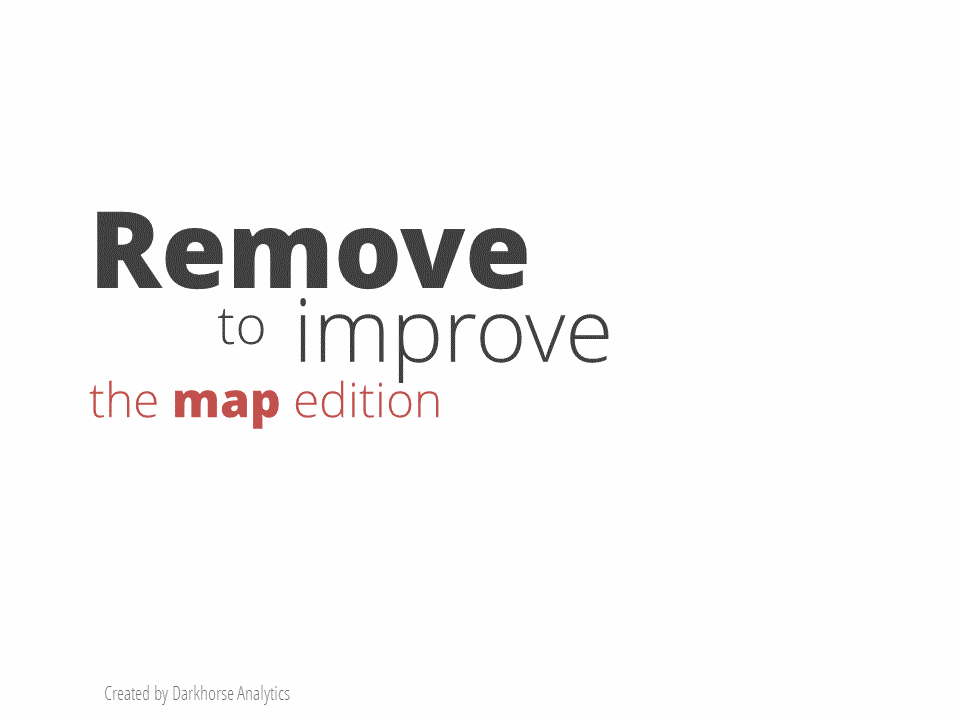 Remove
to improve
the map edition
Created by Darkhorse Analytics